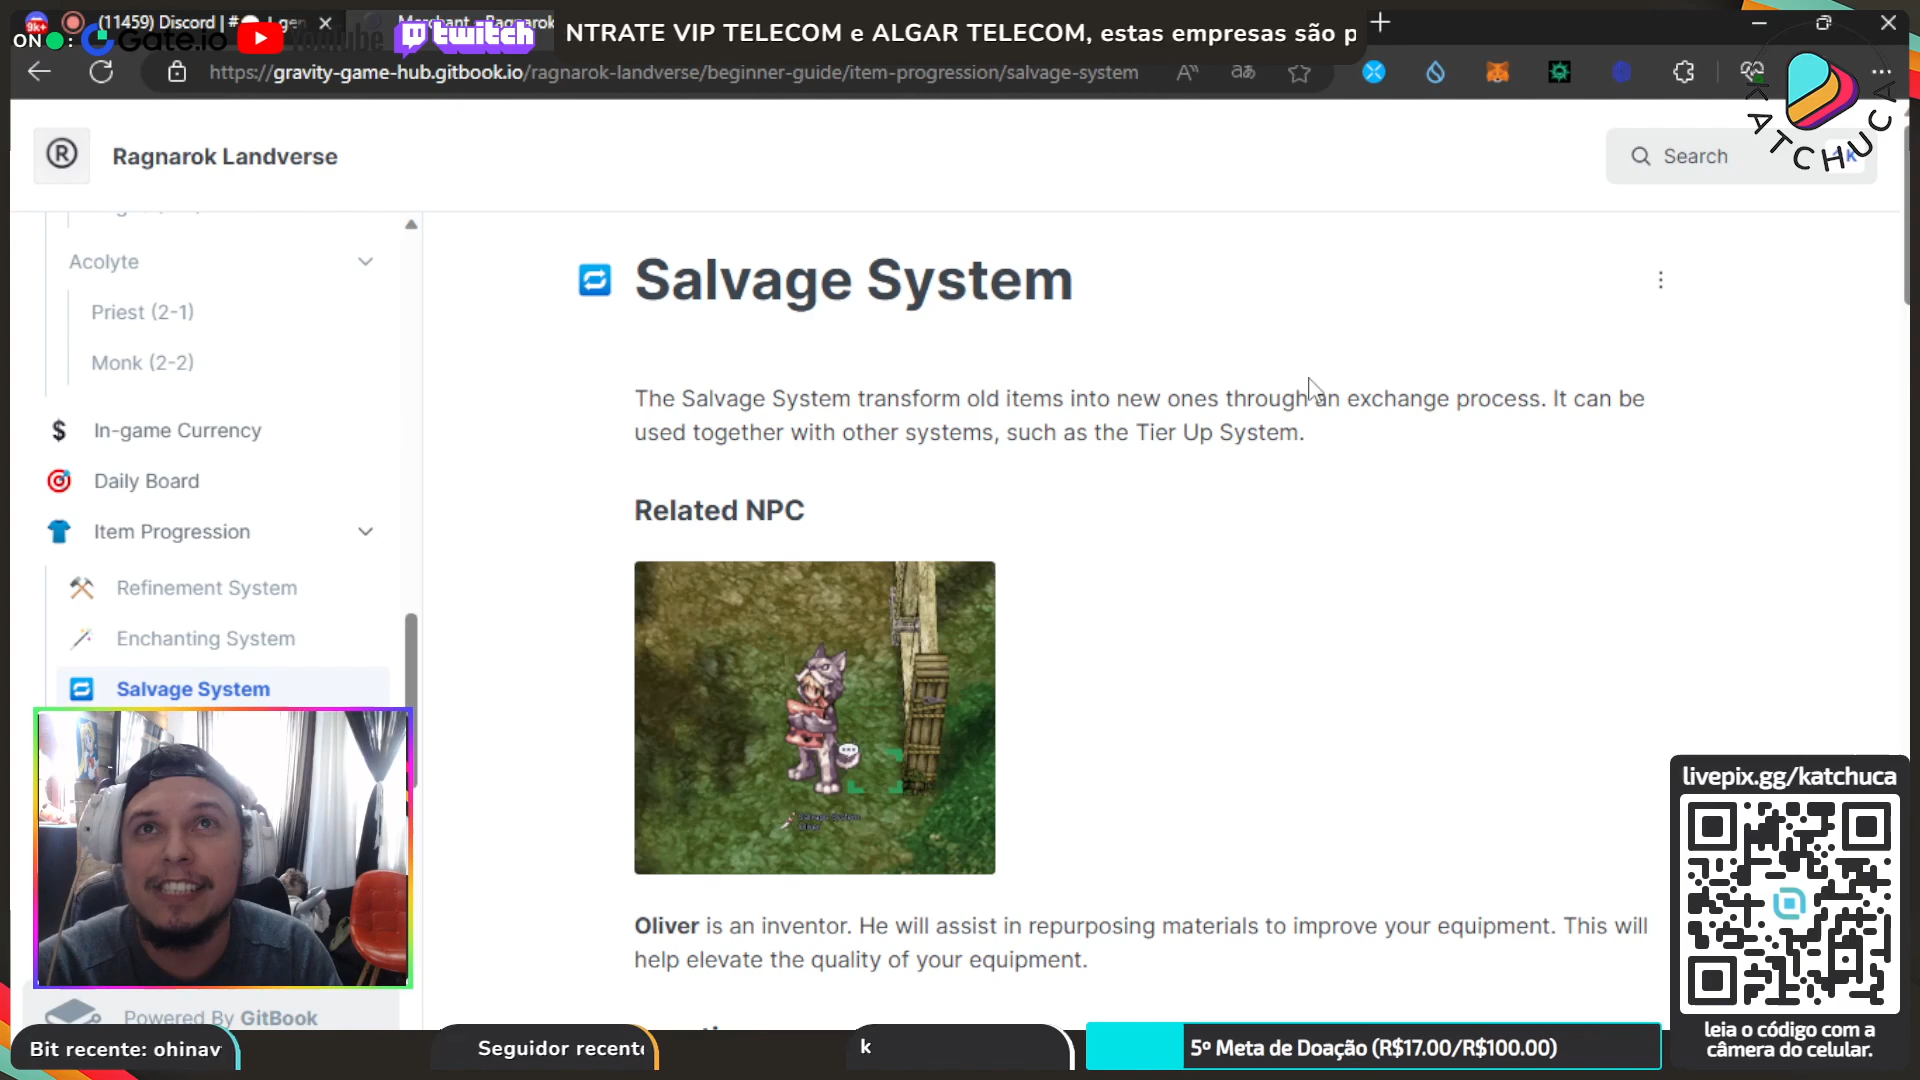 (11459) Discord | #
Merchant - Ragnarok
ON :
Gate.io
YouTube
twitch
NTRATE VIP TELECOM e ALGAR TELECOM, estas empresas são p
https://gravity-game-hub.gitbook.io/ragnarok-landverse/beginner-guide/item-progression/salvage-system
KATCHUCA
Ragnarok Landverse
Search
Acolyte
Priest (2-1)
Monk (2-2)
In-game Currency
Daily Board
Item Progression
Refinement System
Enchanting System
Salvage System
Powered By GitBook
Salvage System
The Salvage System transform old items into new ones through an exchange process. It can be
used together with other systems, such as the Tier Up System.
Related NPC
Oliver is an inventor. He will assist in repurposing materials to improve your equipment. This will
help elevate the quality of your equipment.
livepix.gg/katchuca
leia o código com a
câmera do celular.
Bit recente: ohinav
Seguidor recente
k
5º Meta de Doação (R$17.00/R$100.00)